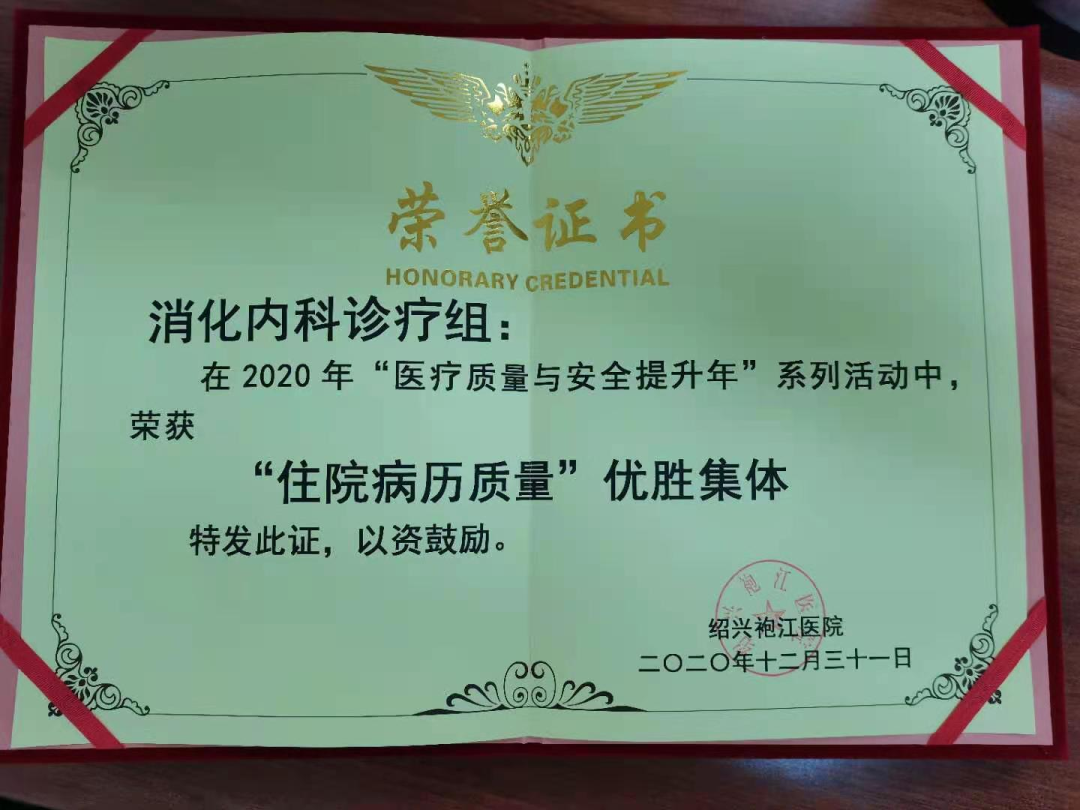 荣誉证书
HONORARY CREDENTIAL
消化内科诊疗组：
在2020年“医疗质量与安全提升年”系列活动中，
荣获
“住院病历质量”优胜集体
特发此证，以资鼓励。
绍兴袍江医院
二〇二〇年十二月三十一日